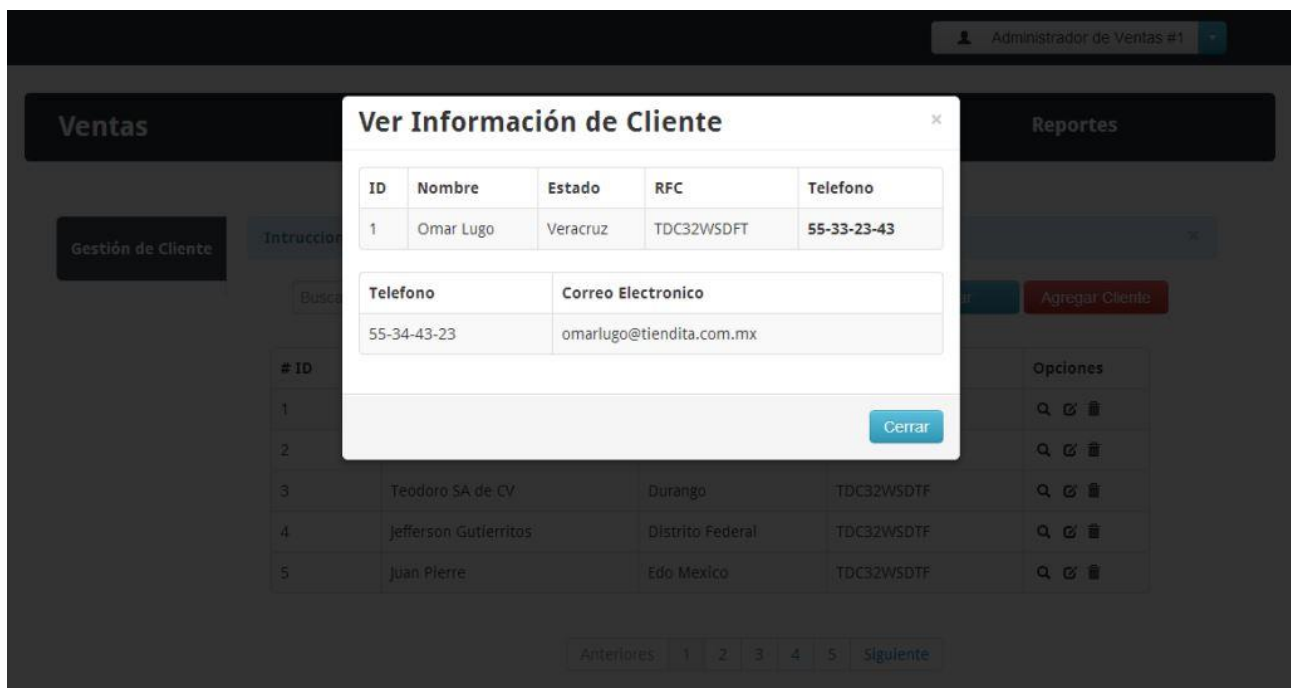 Administrador de Ventas #1
Ventas
Reportes
Ver Información de Cliente ×
ID Nombre Estado RFC Telefono
1 Omar Lugo Veracruz TDC32WSDFT 55-33-23-43
Telefono Correo Electronico
55-34-43-23 omarlugo@tiendita.com.mx
Cerrar
Gestión de Cliente
Intruccion
Busca
Agregar Cliente
# ID Opciones
1
2
3 Teodoro SA de CV Durango TDC32WSDTF
4 Jefferson Gutierritos Distrito Federal TDC32WSDTF
5 Juan Pierre Edo Mexico TDC32WSDTF
Anteriores 1 2 3 4 5 Siguiente